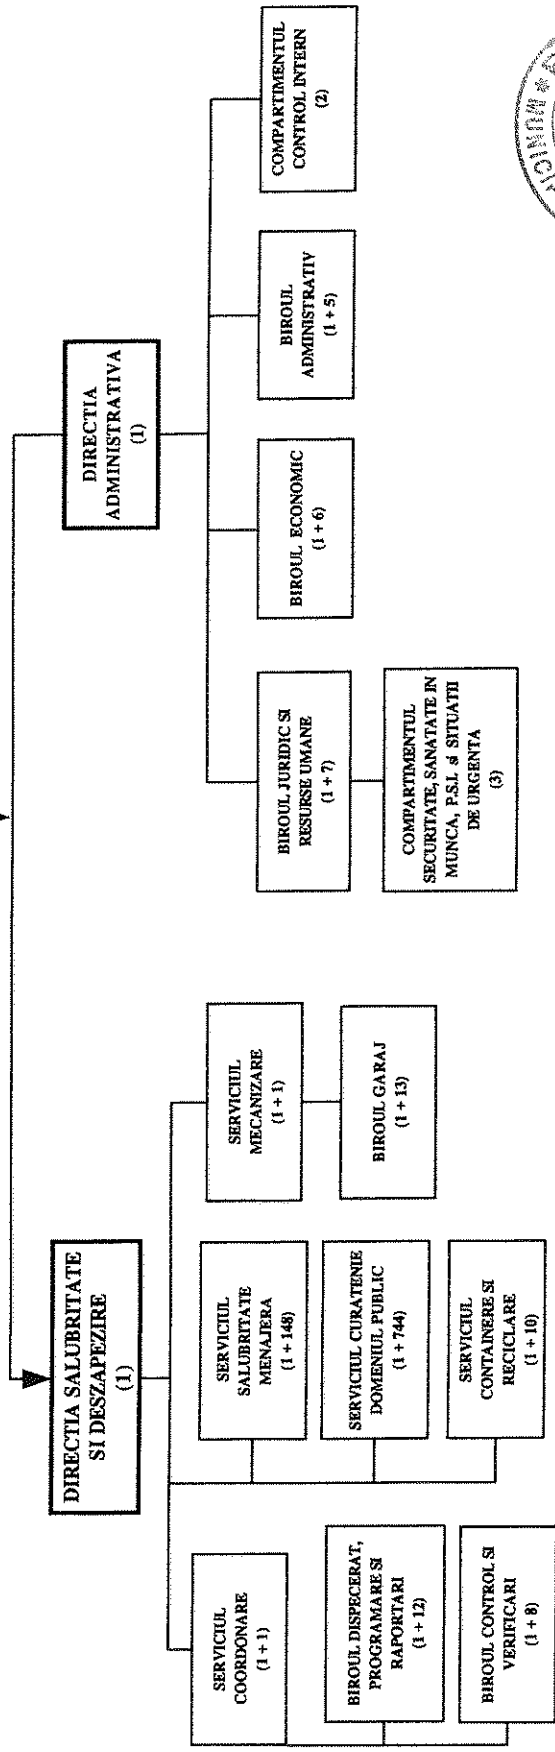 DIRECTIA SALUBRITATE
SI DESZAPEZIRE
(1)
DIRECTIA
ADMINISTRATIVA
(1)
SERVICIUL
COORDONARE
(1 + 1)
BIROUL DISPECERAT,
PROGRAMARE SI
RAPORTARI
(1 + 12)
BIROUL CONTROL SI
VERIFICARI
(1 + 8)
SERVICIUL
SALUBRITATE
MENAJERA
(1 + 148)
SERVICIUL CURATENIE
DOMENIUL PUBLIC
(1 + 744)
SERVICIUL
CONTAINERE SI
RECICLARE
(1 + 10)
SERVICIUL
MECANIZARE
(1 + 1)
BIROUL GARAJ
(1 + 13)
BIROUL JURIDIC SI
RESURSE UMANE
(1 + 7)
COMPARTIMENTUL
SECURITATE, SANATATE IN
MUNCA, P.S.I. si SITUATII
DE URGENTA
(3)
BIROUL ECONOMIC
(1 + 6)
BIROUL
ADMINISTRATIV
(1 + 5)
COMPARTIMENTUL
CONTROL INTERN
(2)
* MUNICI